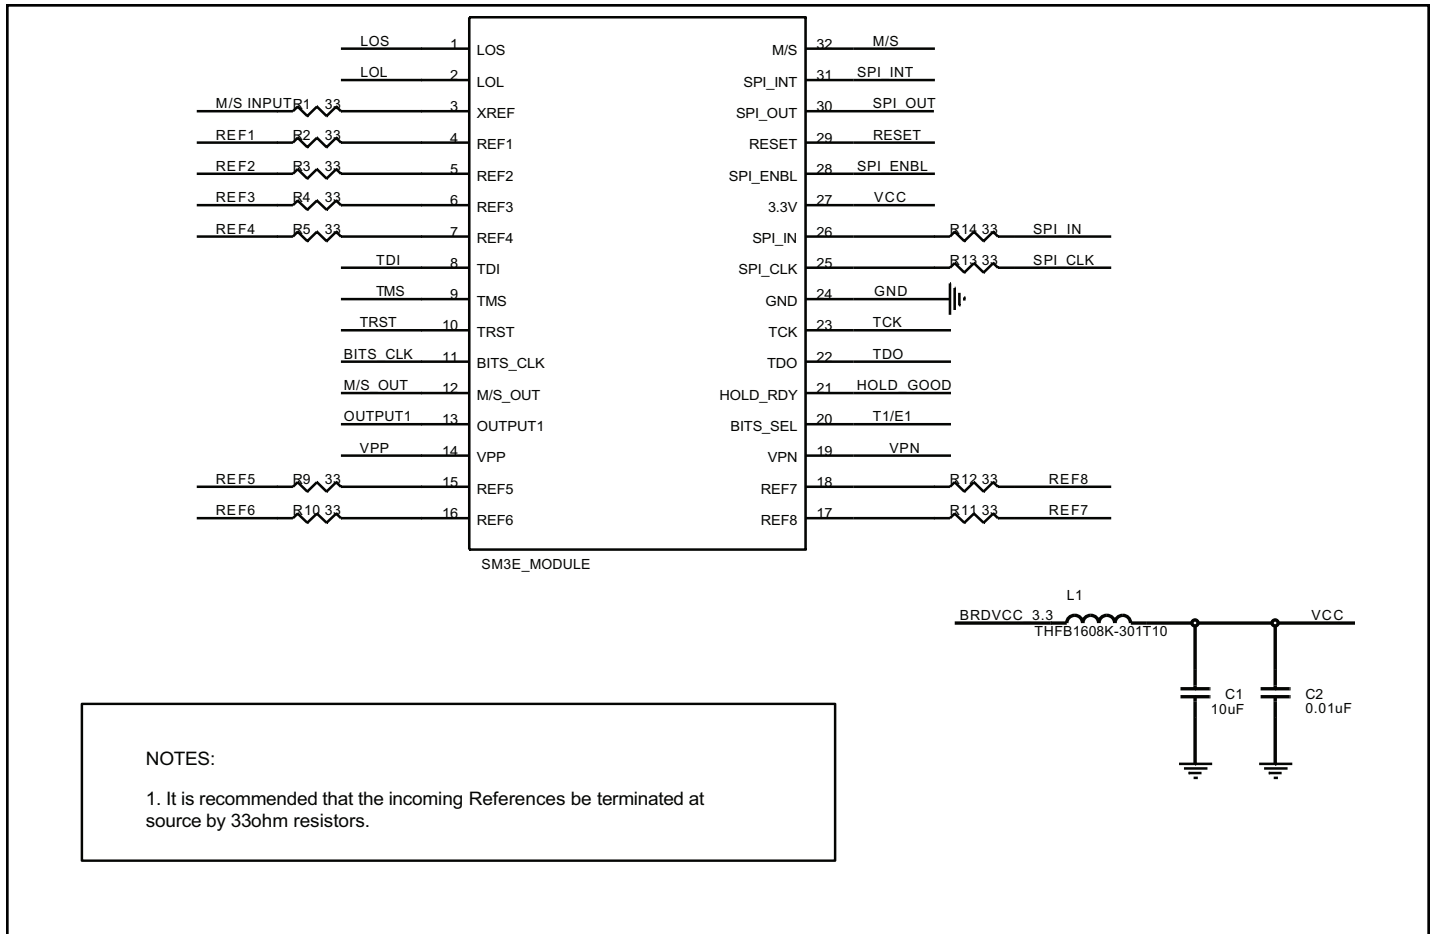 LOS 1 LOS M/S 32 M/S
LOL 2 LOL SPI_INT 31 SPI_INT
M/S INPUT R1 33 3 XREF SPI_OUT 30 SPI_OUT
REF1 R2 33 4 REF1 RESET 29 RESET
REF2 R3 33 5 REF2 SPI_ENBL 28 SPI_ENBL
REF3 R4 33 6 REF3 3.3V 27 VCC
REF4 R5 33 7 REF4 SPI_IN 26 R14 33 SPI_IN
TDI 8 TDI SPI_CLK 25 R13 33 SPI_CLK
TMS 9 TMS GND 24 GND
TRST 10 TRST TCK 23 TCK
BITS_CLK 11 BITS_CLK TDO 22 TDO
M/S_OUT 12 M/S_OUT HOLD_RDY 21 HOLD_GOOD
OUTPUT1 13 OUTPUT1 BITS_SEL 20 T1/E1
VPP 14 VPP VPN 19 VPN
REF5 R9 33 15 REF5 REF7 18 R12 33 REF8
REF6 R10 33 16 REF6 REF8 17 R11 33 REF7
SM3E_MODULE
L1
BRDVCC_3.3 VCC
THFB1608K-301T10
C1 C2
10uF 0.01uF
NOTES:
1. It is recommended that the incoming References be terminated at
source by 33ohm resistors.